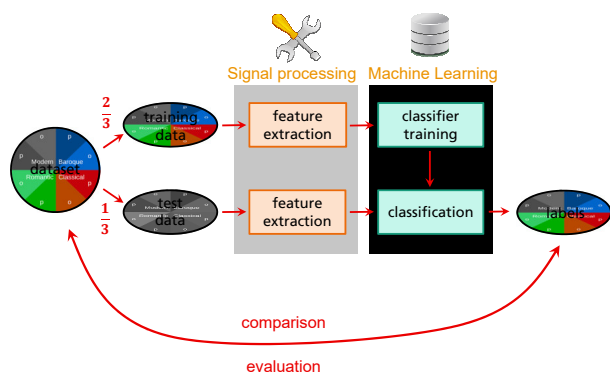 Signal processing
Machine Learning
2/3
training
data
feature
extraction
classifier
training
Modern
Baroque
Romantic
Classical
dataset
1/3
test
data
feature
extraction
classification
labels
comparison
evaluation